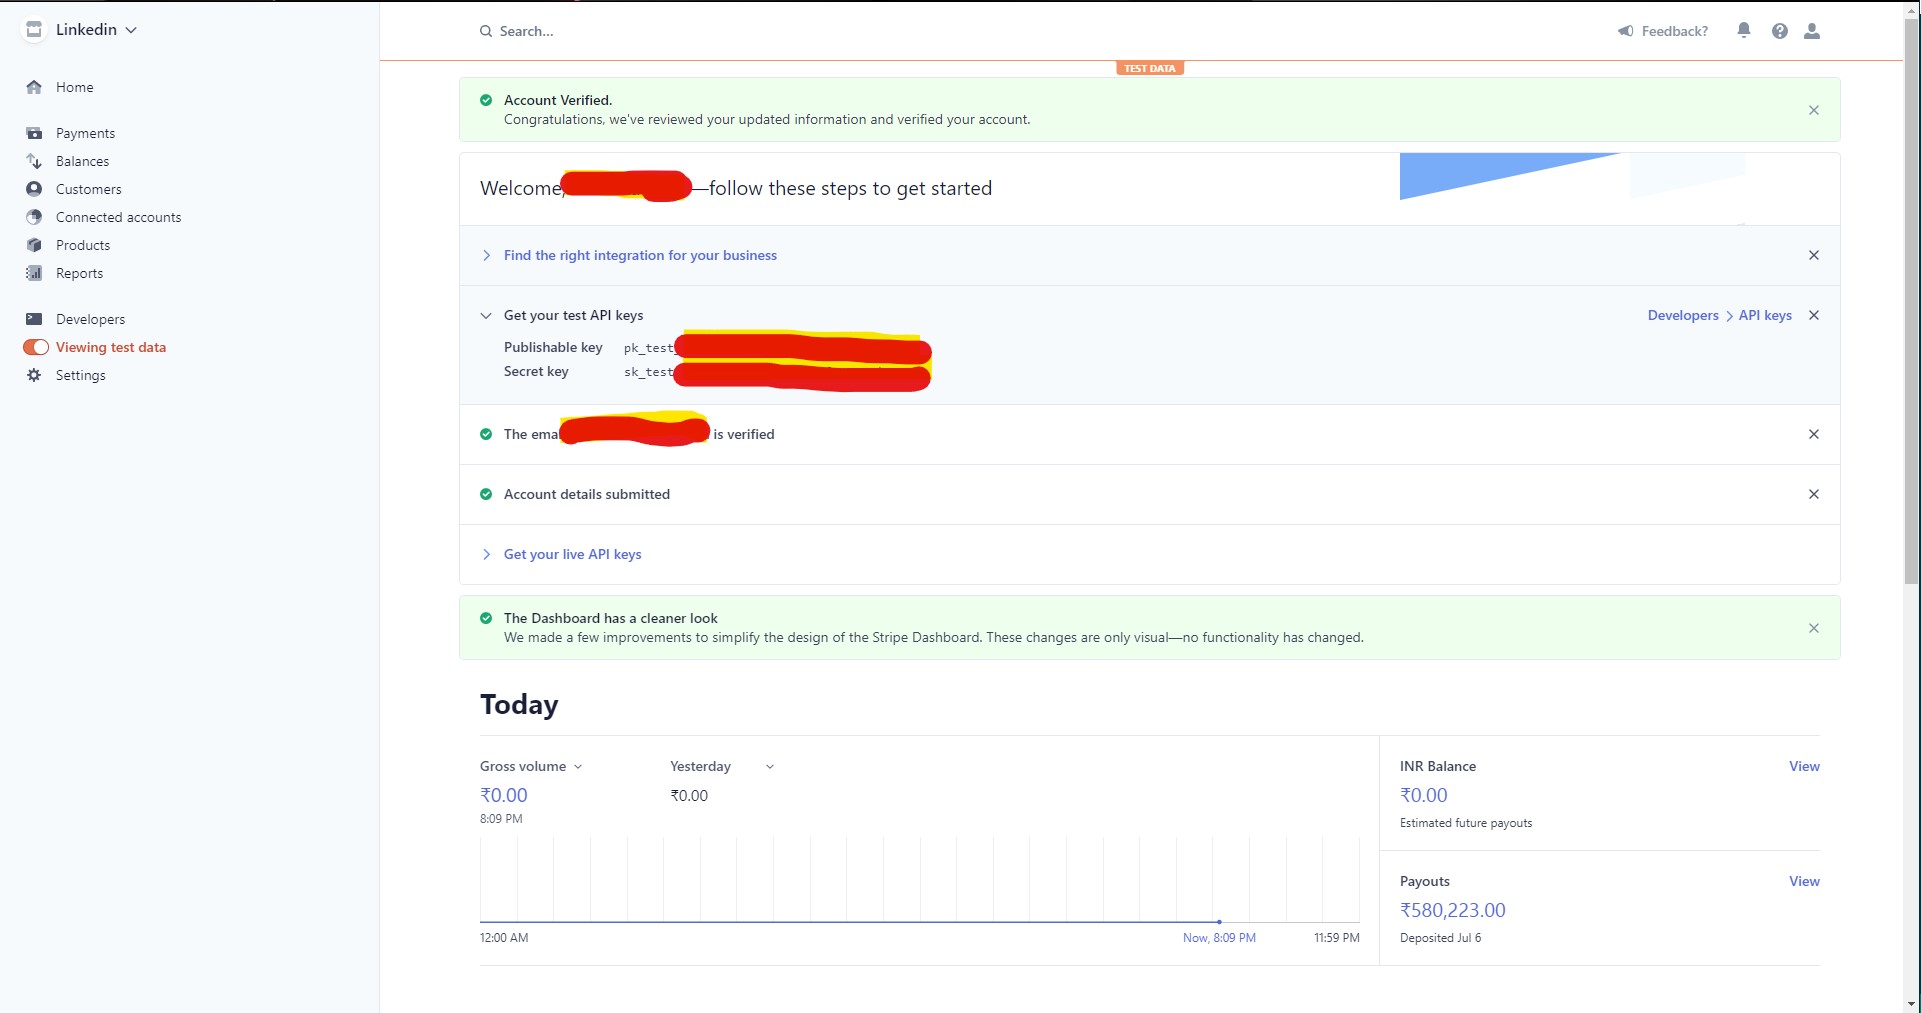 Linkedin
Home
Payments
Balances
Customers
Connected accounts
Products
Reports
Developers
Viewing test data
Settings
Search...
Feedback?
TEST DATA
Account Verified.
Congratulations, we've reviewed your updated information and verified your account.
Welcome, —follow these steps to get started
Find the right integration for your business
Get your test API keys
Developers > API keys
Publishable key pk_test_
Secret key sk_test
The ema is verified
Account details submitted
Get your live API keys
The Dashboard has a cleaner look
We made a few improvements to simplify the design of the Stripe Dashboard. These changes are only visual—no functionality has changed.
Today
Gross volume
₹0.00
8:09 PM
Yesterday
₹0.00
12:00 AM
Now, 8:09 PM
11:59 PM
INR Balance
View
₹0.00
Estimated future payouts
Payouts
View
₹580,223.00
Deposited Jul 6